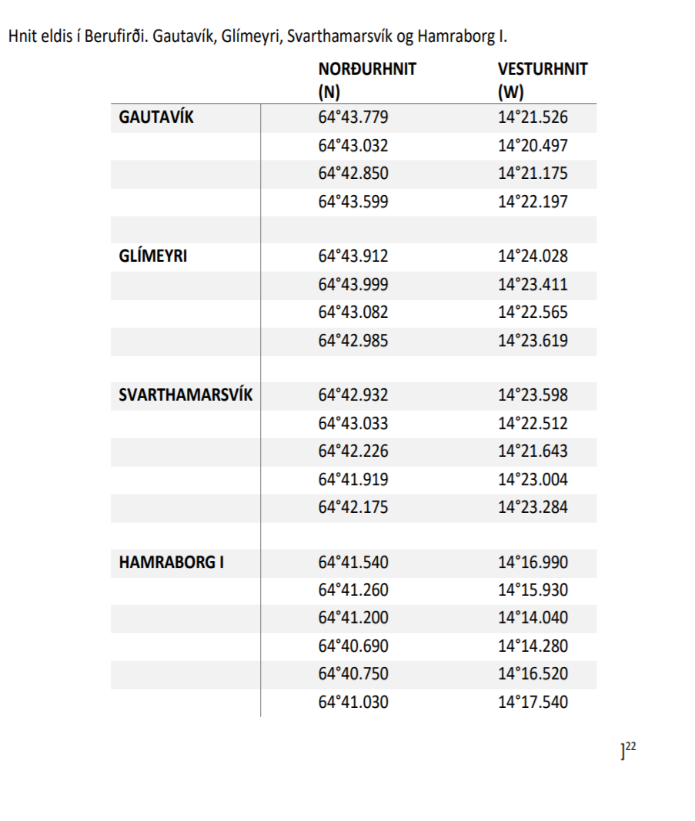 Hnit eldis í Berufirði. Gautavík, Glímeyri, Svarthamarsvík og Hamraborg I.
NORÐURHNIT (N) VESTURHNIT (W)
GAUTAVÍK 64°43.779 14°21.526
64°43.032 14°20.497
64°42.850 14°21.175
64°43.599 14°22.197
GLÍMEYRI 64°43.912 14°24.028
64°43.999 14°23.411
64°43.082 14°22.565
64°42.985 14°23.619
SVARTHAMARSVÍK 64°42.932 14°23.598
64°43.033 14°22.512
64°42.226 14°21.643
64°41.919 14°23.004
64°42.175 14°23.284
HAMRABORG I 64°41.540 14°16.990
64°41.260 14°15.930
64°41.200 14°14.040
64°40.690 14°14.280
64°40.750 14°16.520
64°41.030 14°17.540
]22